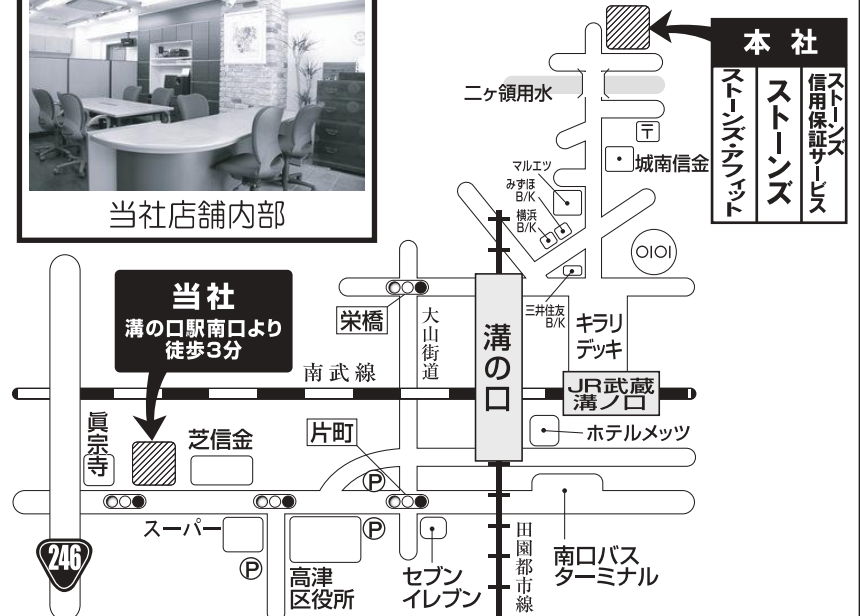 当社店舗内部
本社
ストーンズ
信用保証サービス
ストーンズ
ストーンズ・アフィット
二ヶ領用水
〒
城南信金
マルエツ
みずほ
B/K
横浜
B/K
OIOI
三井住友
B/K
キラリ
デッキ
当社
溝の口駅南口より
徒歩3分
栄橋
大山街道
溝の口
南武線
JR武蔵
溝ノ口
眞宗寺
芝信金
片町
ホテルメッツ
P
スーパー
P
P
246
高津
区役所
セブン
イレブン
田園都市線
南口バス
ターミナル